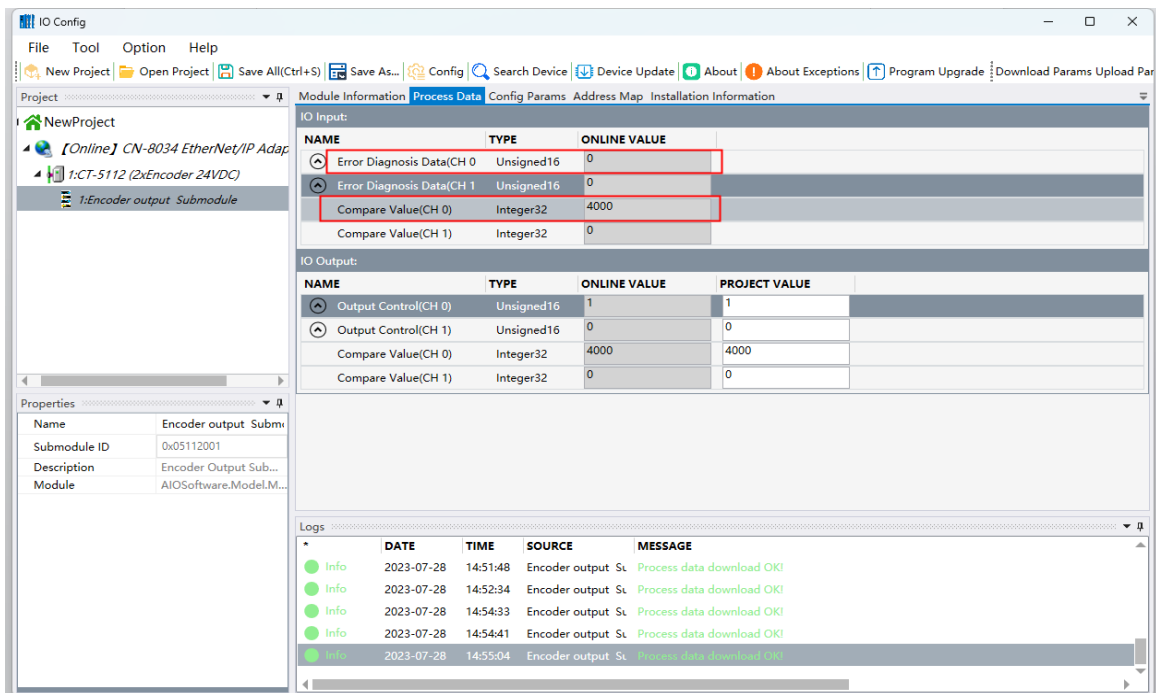 IO Config
File Tool Option Help
New Project Open Project Save All(Ctrl+S) Save As... Config Search Device Device Update About About Exceptions Program Upgrade Download Params Upload Par
Project
NewProject
【Online】CN-8034 EtherNet/IP Adap
1:CT-5112 (2xEncoder 24VDC)
1:Encoder output Submodule
Module Information Process Data Config Params Address Map Installation Information
IO Input:
NAME TYPE ONLINE VALUE
Error Diagnosis Data(CH 0 Unsigned16 0
Error Diagnosis Data(CH 1 Unsigned16 0
Compare Value(CH 0) Integer32 4000
Compare Value(CH 1) Integer32 0
IO Output:
NAME TYPE ONLINE VALUE PROJECT VALUE
Output Control(CH 0) Unsigned16 1 1
Output Control(CH 1) Unsigned16 0 0
Compare Value(CH 0) Integer32 4000 4000
Compare Value(CH 1) Integer32 0 0
Properties
Name Encoder output Subm
Submodule ID 0x05112001
Description Encoder Output Sub...
Module AIOSoftware.Model.M...
Logs
* DATE TIME SOURCE MESSAGE
Info 2023-07-28 14:51:48 Encoder output Su Process data download OK!
Info 2023-07-28 14:52:34 Encoder output Su Process data download OK!
Info 2023-07-28 14:54:33 Encoder output Su Process data download OK!
Info 2023-07-28 14:54:41 Encoder output Su Process data download OK!
Info 2023-07-28 14:55:04 Encoder output Su Process data download OK!